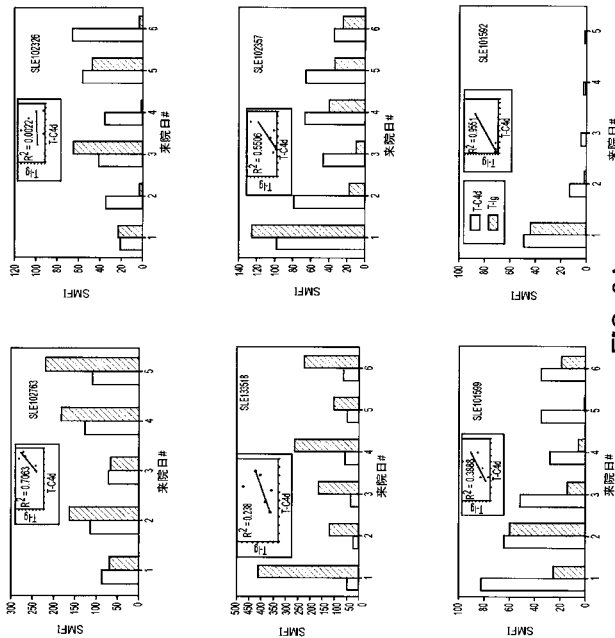 SLE102763
R² = 0.7063
T-Ig
T-C4d
SMFI
300
250
200
150
100
50
0
1 2 3 4 5
来院日#
SLE102326
R² = 0.0022
T-Ig
T-C4d
SMFI
120
100
80
60
40
20
0
1 2 3 4 5 6
来院日#
SLE133518
R² = 0.238
T-Ig
T-C4d
SMFI
500
450
400
350
300
250
200
150
100
50
0
1 2 3 4 5 6
来院日#
SLE102357
R² = 0.5506
T-Ig
T-C4d
SMFI
140
120
100
80
60
40
20
0
1 2 3 4 5 6
来院日#
SLE101599
R² = 0.3868
T-Ig
T-C4d
SMFI
100
80
60
40
20
0
1 2 3 4 5 6
来院日#
SLE101592
T-C4d
T-Ig
R² = 0.9551
T-Ig
T-C4d
SMFI
100
80
60
40
20
0
1 2 3 4 5
来院日#